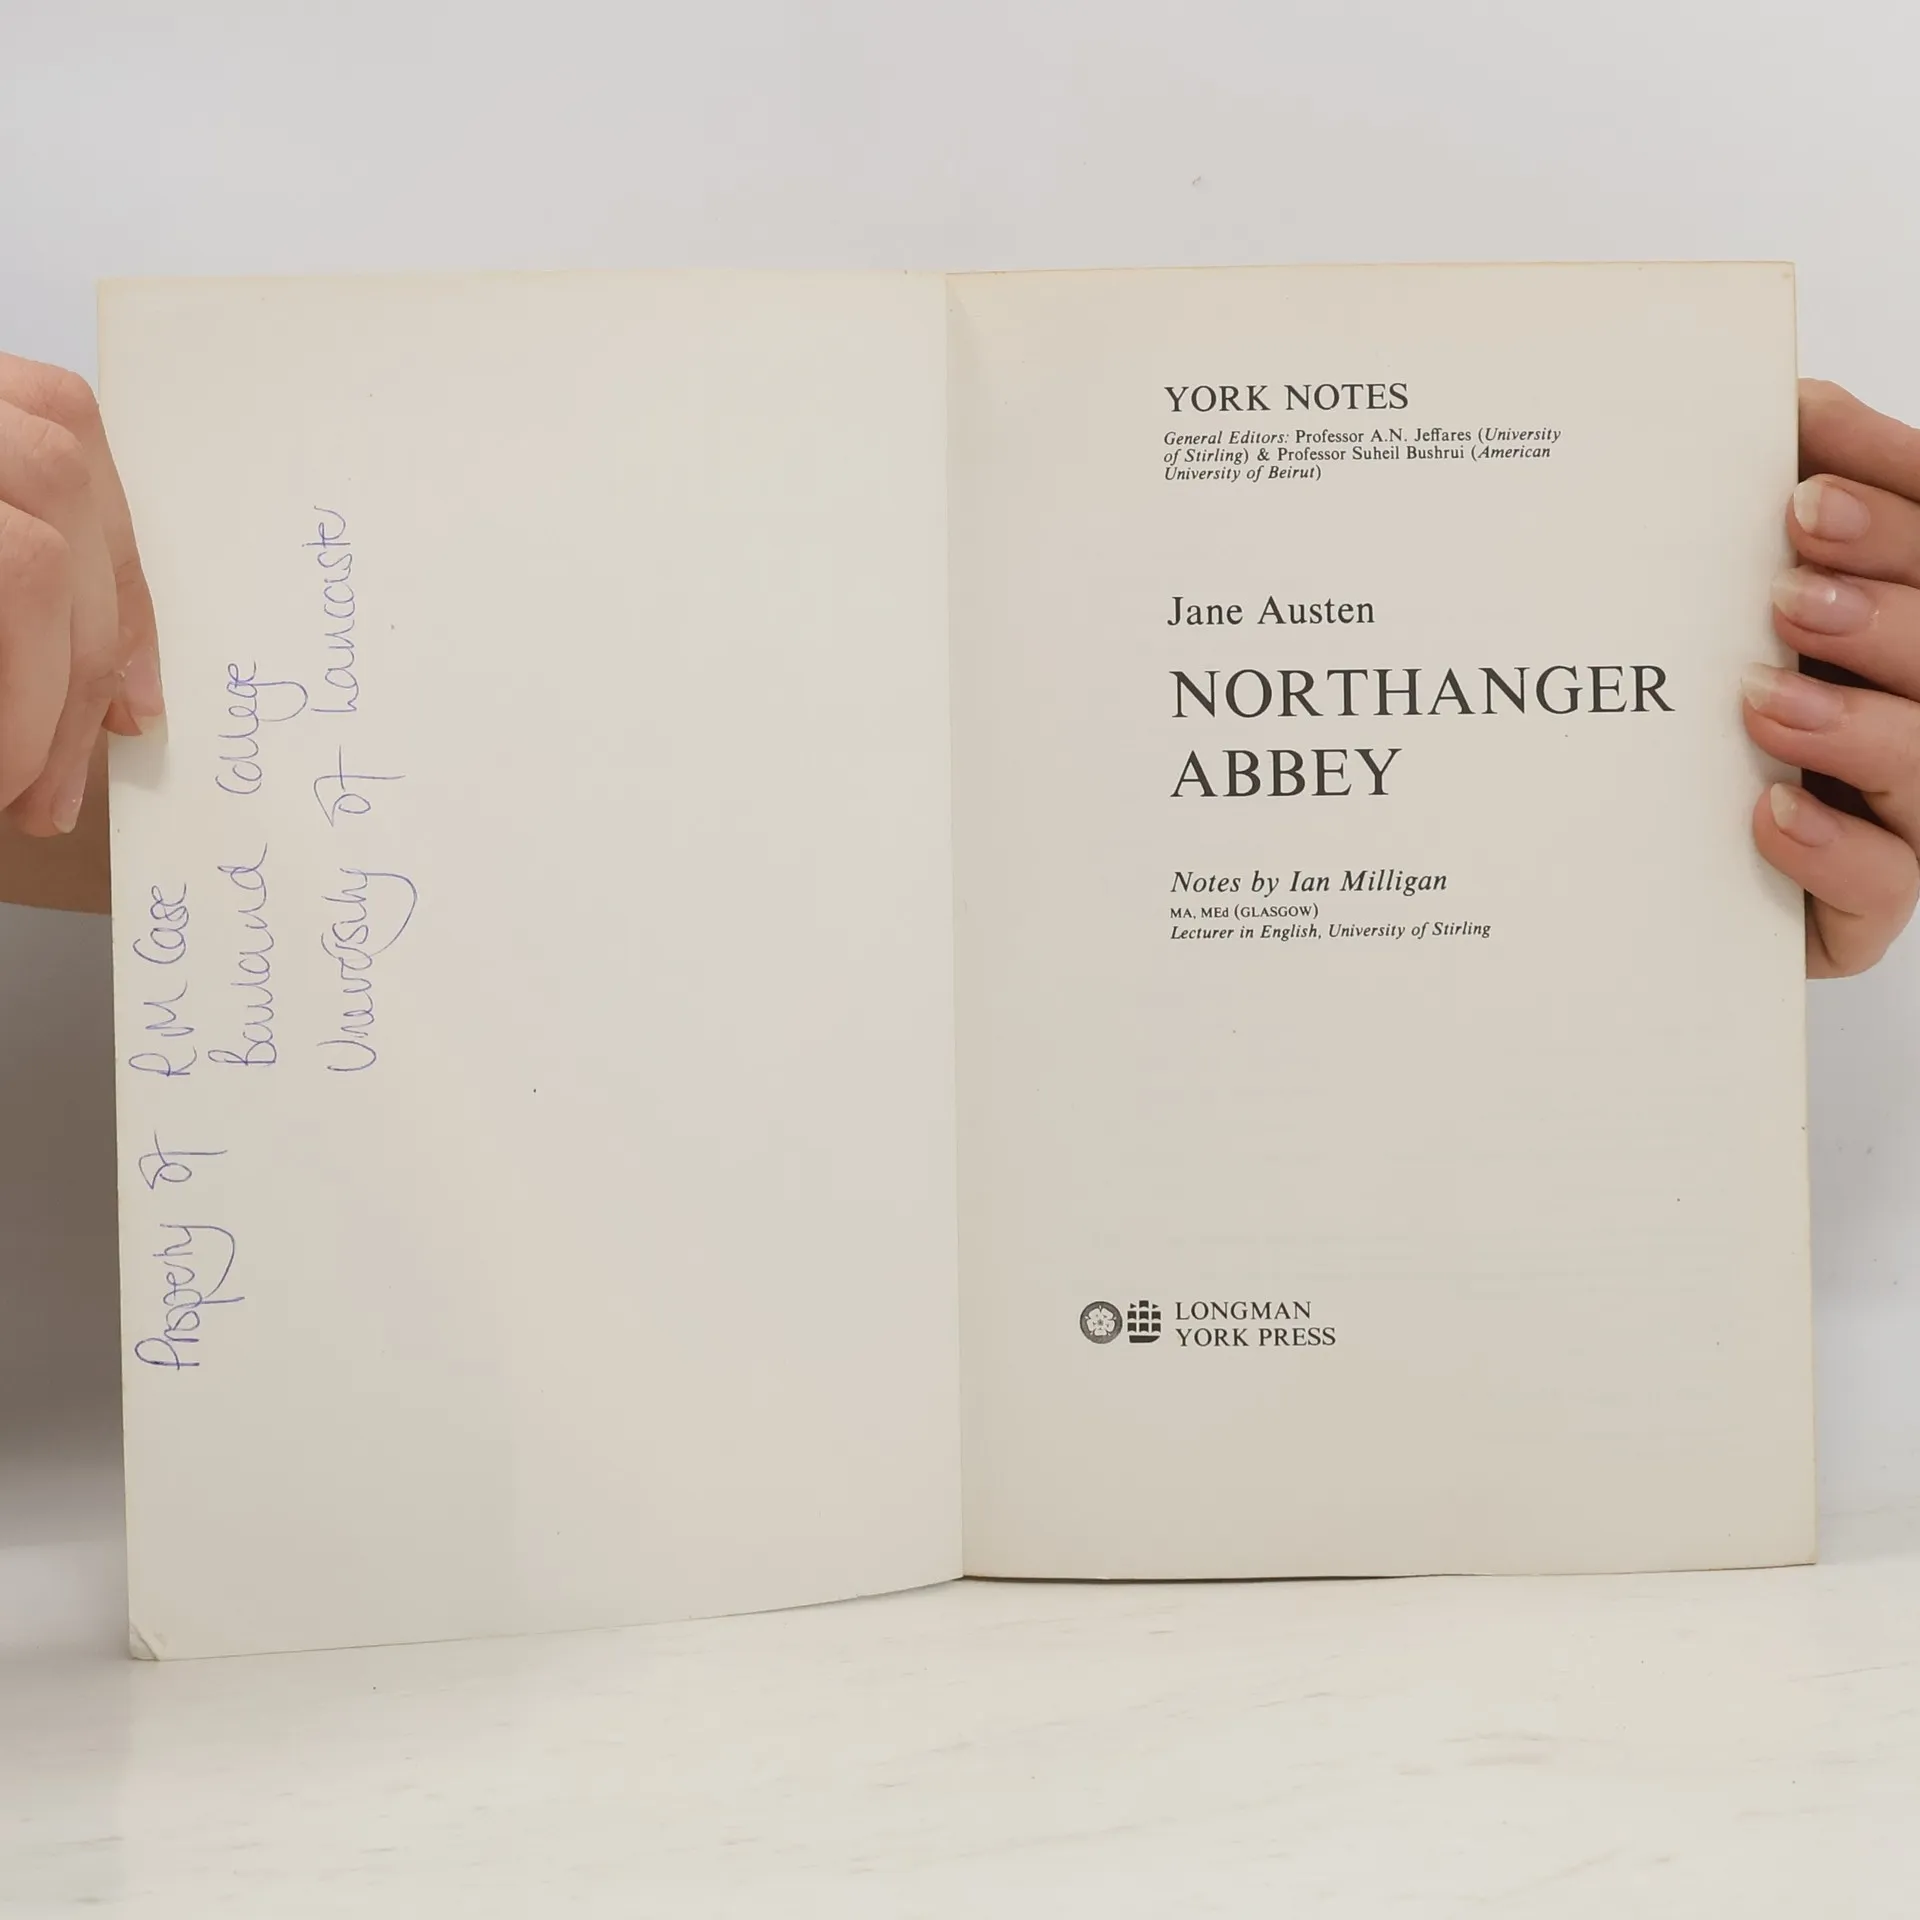 Property of R M Case
Bowland College
University of Lancaster
YORK NOTES
General Editors: Professor A.N. Jeffares (University
of Stirling) & Professor Suheil Bushrui (American
University of Beirut)
Jane Austen
NORTHANGER
ABBEY
Notes by Ian Milligan
MA, MEd (GLASGOW)
Lecturer in English, University of Stirling
LONGMAN
YORK PRESS